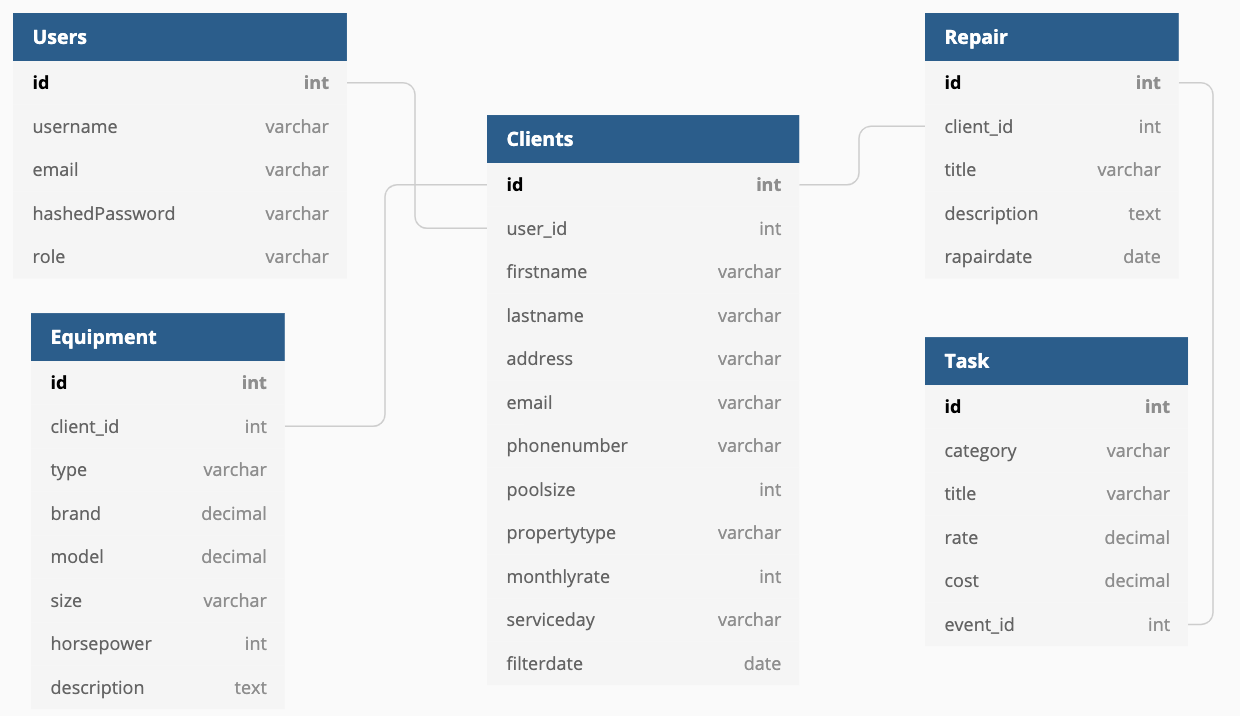 Users
id int
username varchar
email varchar
hashedPassword varchar
role varchar
Equipment
id int
client_id int
type varchar
brand decimal
model decimal
size varchar
horsepower int
description text
Clients
id int
user_id int
firstname varchar
lastname varchar
address varchar
email varchar
phonenumber varchar
poolsize int
propertytype varchar
monthlyrate int
serviceday varchar
filterdate date
Repair
id int
client_id int
title varchar
description text
rapairdate date
Task
id int
category varchar
title varchar
rate decimal
cost decimal
event_id int